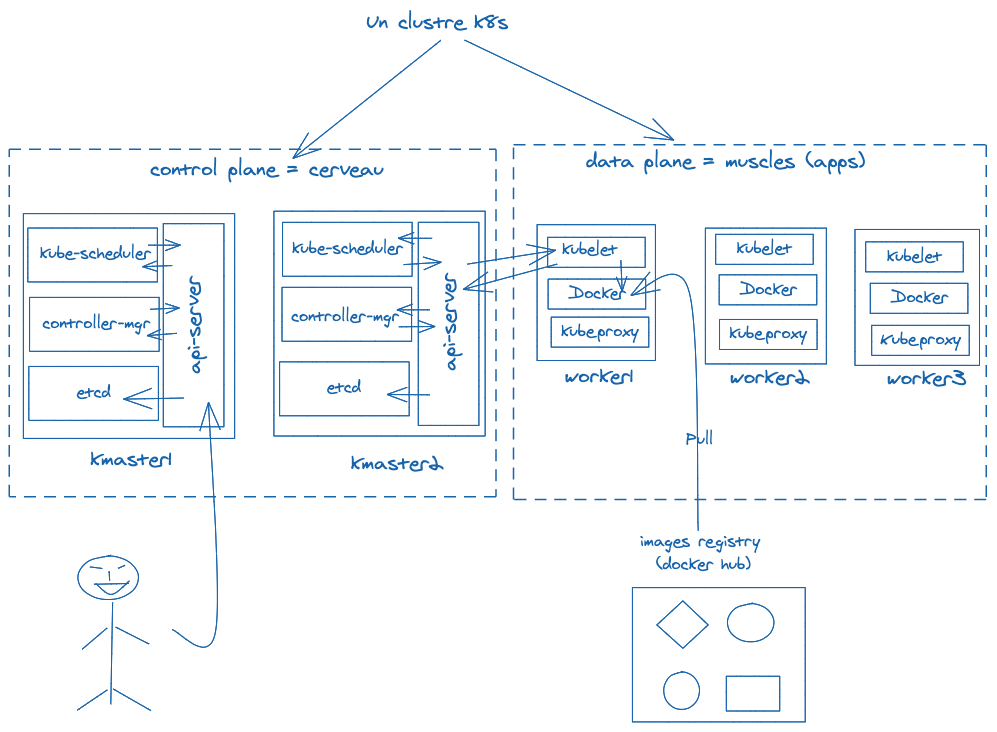 Un clustre k8s
control plane = cerveau
kube-scheduler
controller-mgr
etcd
api-server
Kmaster1
kube-scheduler
controller-mgr
etcd
api-server
Kmaster2
data plane = muscles (apps)
kubelet
Docker
Kubeproxy
worker1
kubelet
Docker
Kubeproxy
worker2
kubelet
Docker
Kubeproxy
worker3
Pull
images registry
(docker hub)